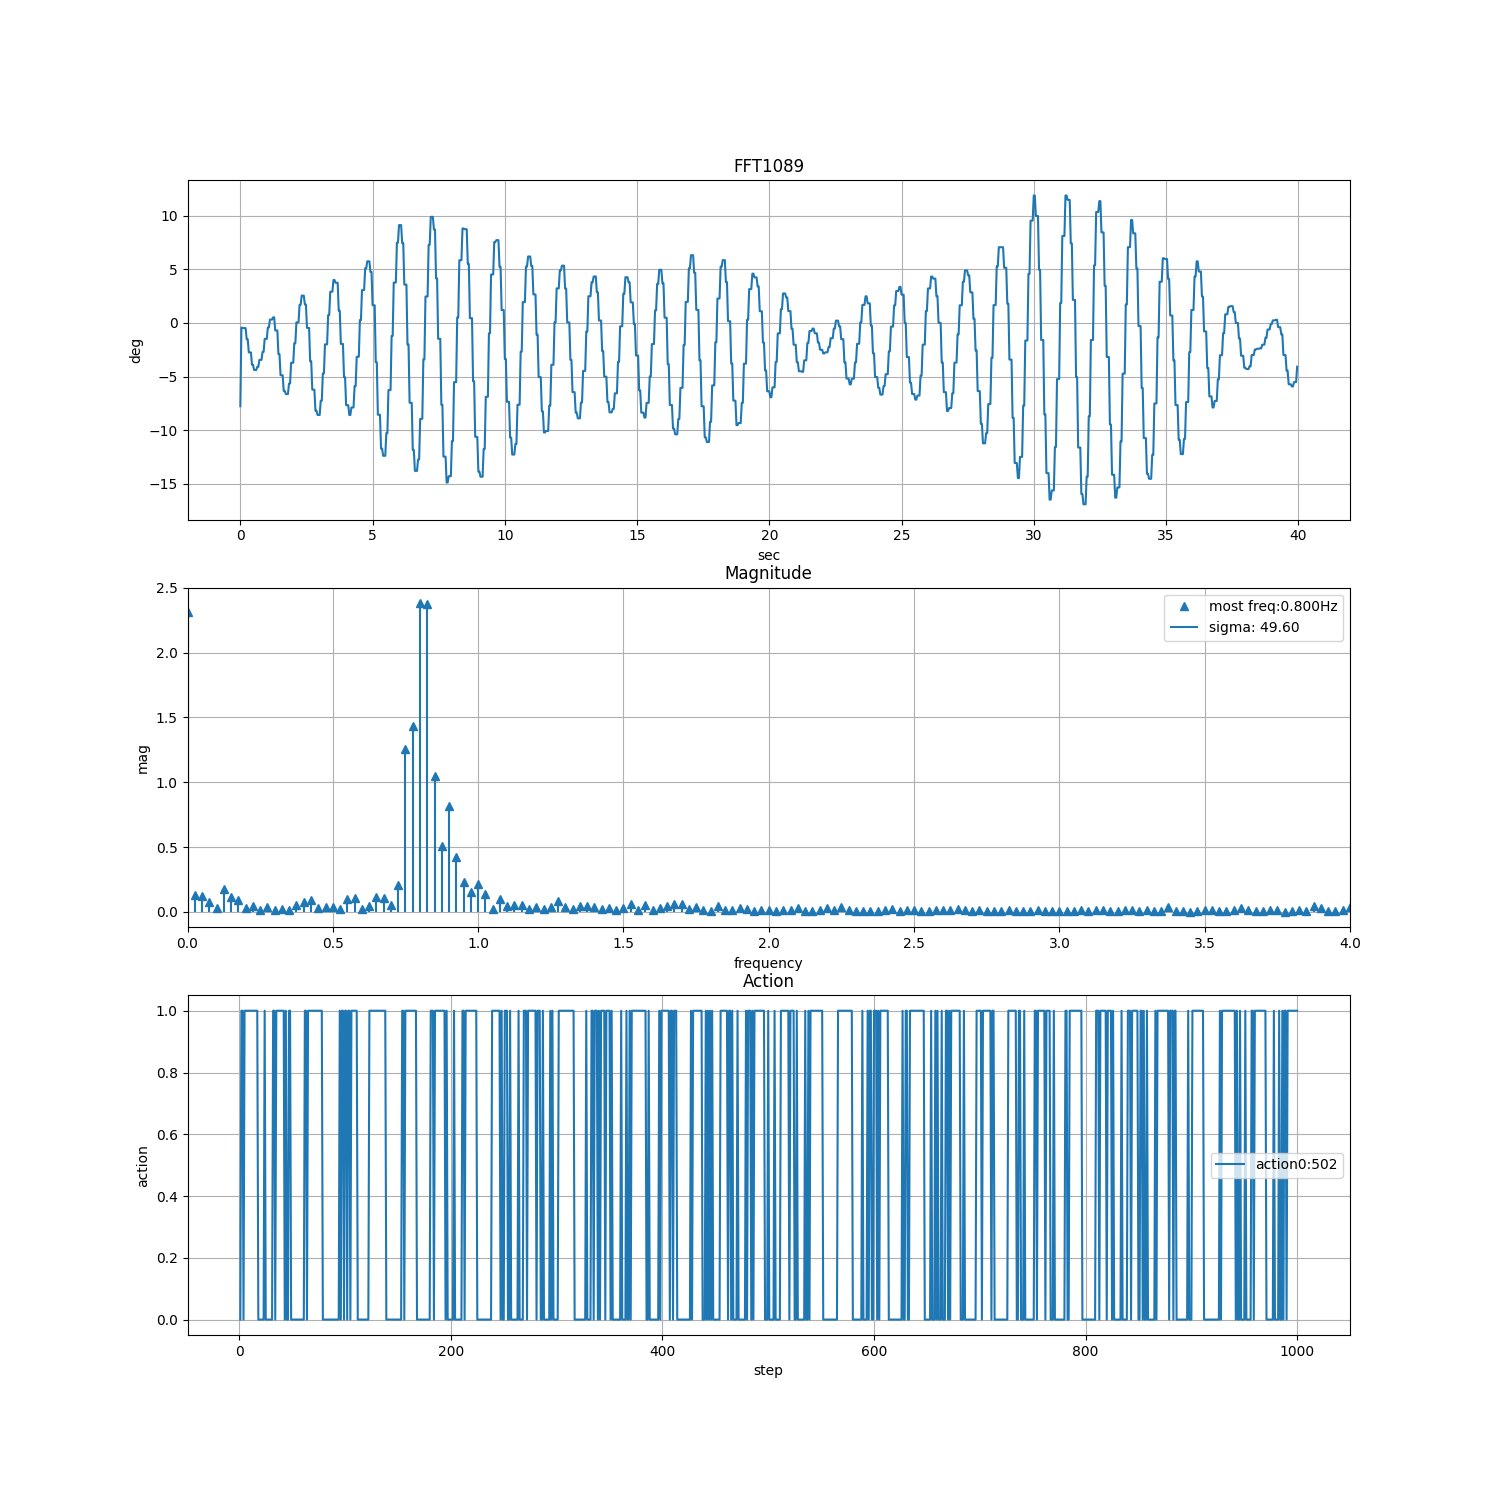 FFT1089
10
5
0
−5
−10
−15
deg
0 5 10 15 20 25 30 35 40
sec
Magnitude
2.5
2.0
1.5
1.0
0.5
0.0
mag
most freq:0.800Hz
sigma: 49.60
0.0 0.5 1.0 1.5 2.0 2.5 3.0 3.5 4.0
frequency
Action
1.0
0.8
0.6
0.4
0.2
0.0
action
action0:502
0 200 400 600 800 1000
step